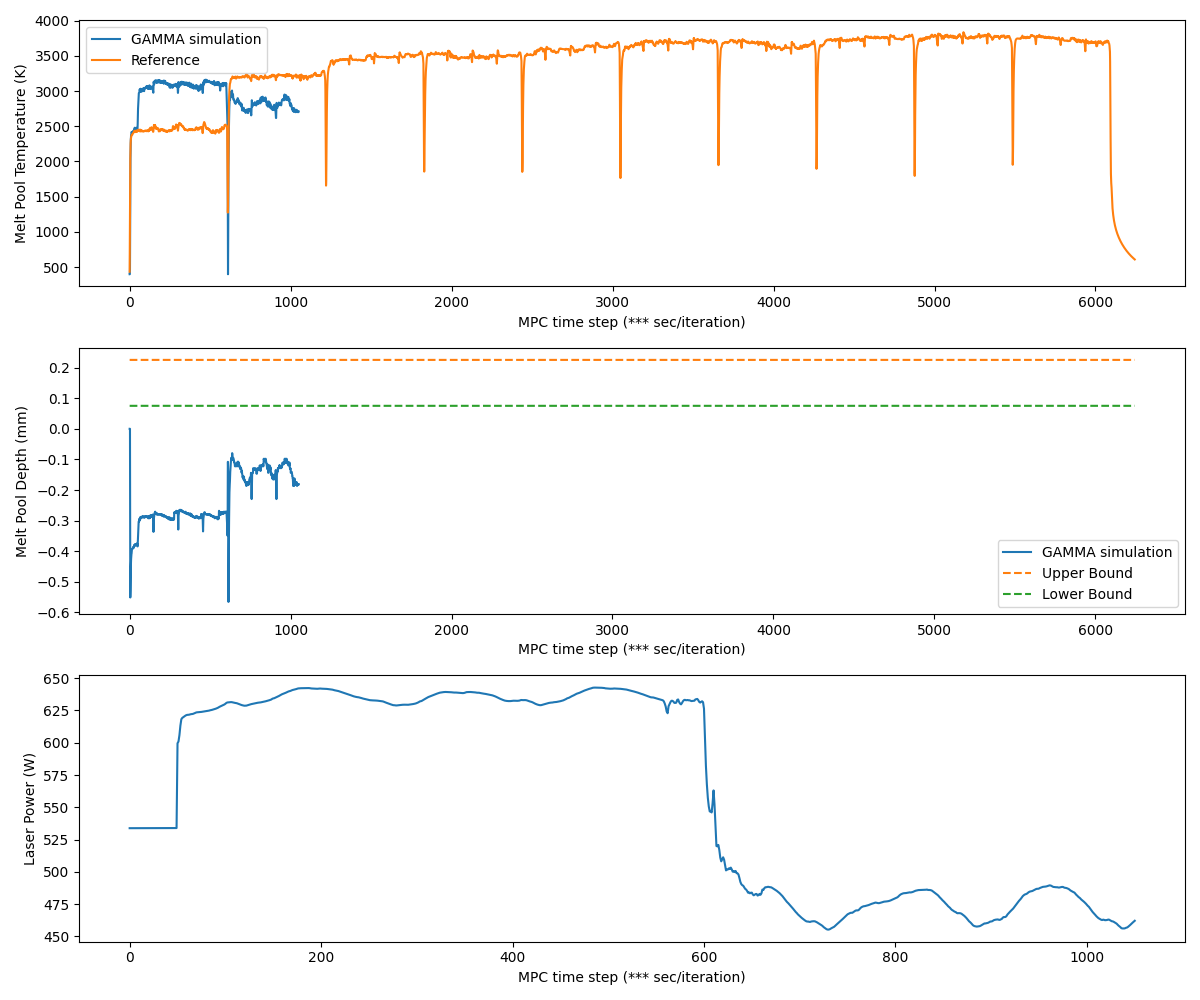 4000
3500
3000
2500
2000
1500
1000
500
Melt Pool Temperature (K)
GAMMA simulation
Reference
0 1000 2000 3000 4000 5000 6000
MPC time step (*** sec/iteration)
0.2
0.1
0.0
−0.1
−0.2
−0.3
−0.4
−0.5
−0.6
Melt Pool Depth (mm)
GAMMA simulation
Upper Bound
Lower Bound
0 1000 2000 3000 4000 5000 6000
MPC time step (*** sec/iteration)
650
625
600
575
550
525
500
475
450
Laser Power (W)
0 200 400 600 800 1000
MPC time step (*** sec/iteration)